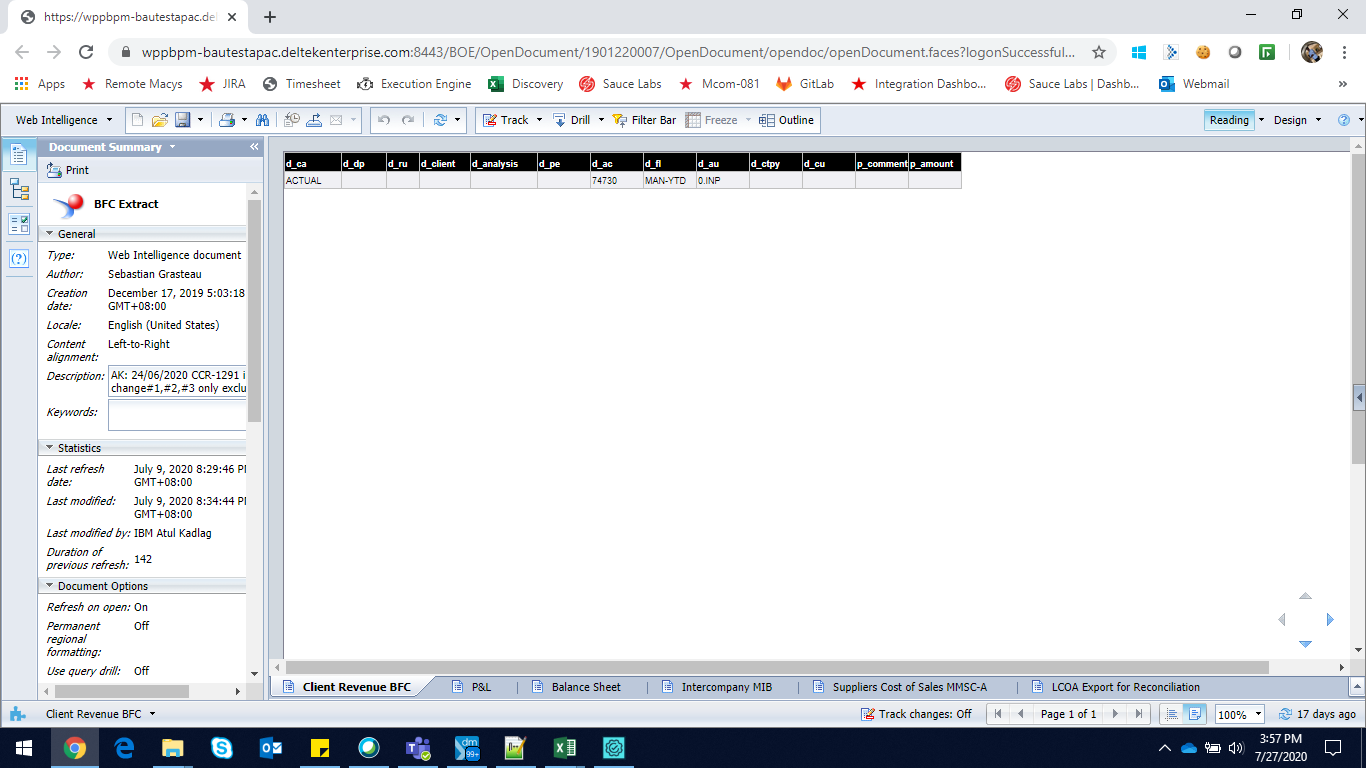 https://wppbpm-bautestapac.del
wppbpm-bautestapac.deltekenterprise.com:8443/BOE/OpenDocument/1901220007/OpenDocument/opendoc/openDocument.faces?logonSuccessful...
Apps Remote Macys JIRA Timesheet Execution Engine Discovery Sauce Labs Mcom-081 GitLab Integration Dashbo... Sauce Labs | Dashb... Webmail »
Web Intelligence Track Drill Filter Bar Freeze Outline Reading Design
Document Summary
Print
BFC Extract
General
Type: Web Intelligence document
Author: Sebastian Grasteau
Creation date: December 17, 2019 5:03:18 GMT+08:00
Locale: English (United States)
Content alignment: Left-to-Right
Description: AK: 24/06/2020 CCR-1291 i
change#1,#2,#3 only exclu
Keywords:
Statistics
Last refresh date: July 9, 2020 8:29:46 PM GMT+08:00
Last modified: July 9, 2020 8:34:44 PM GMT+08:00
Last modified by: IBM Atul Kadlag
Duration of previous refresh: 142
Document Options
Refresh on open: On
Permanent regional formatting: Off
Use query drill: Off
d_ca d_dp d_ru d_client d_analysis d_pe d_ac d_fl d_au d_ctpy d_cu p_comment p_amount
ACTUAL 74730 MAN-YTD 0.INP
Client Revenue BFC P&L Balance Sheet Intercompany MIB Suppliers Cost of Sales MMSC-A LCOA Export for Reconciliation
Client Revenue BFC Track changes: Off Page 1 of 1 100% 17 days ago
dm 99+
3:57 PM
7/27/2020